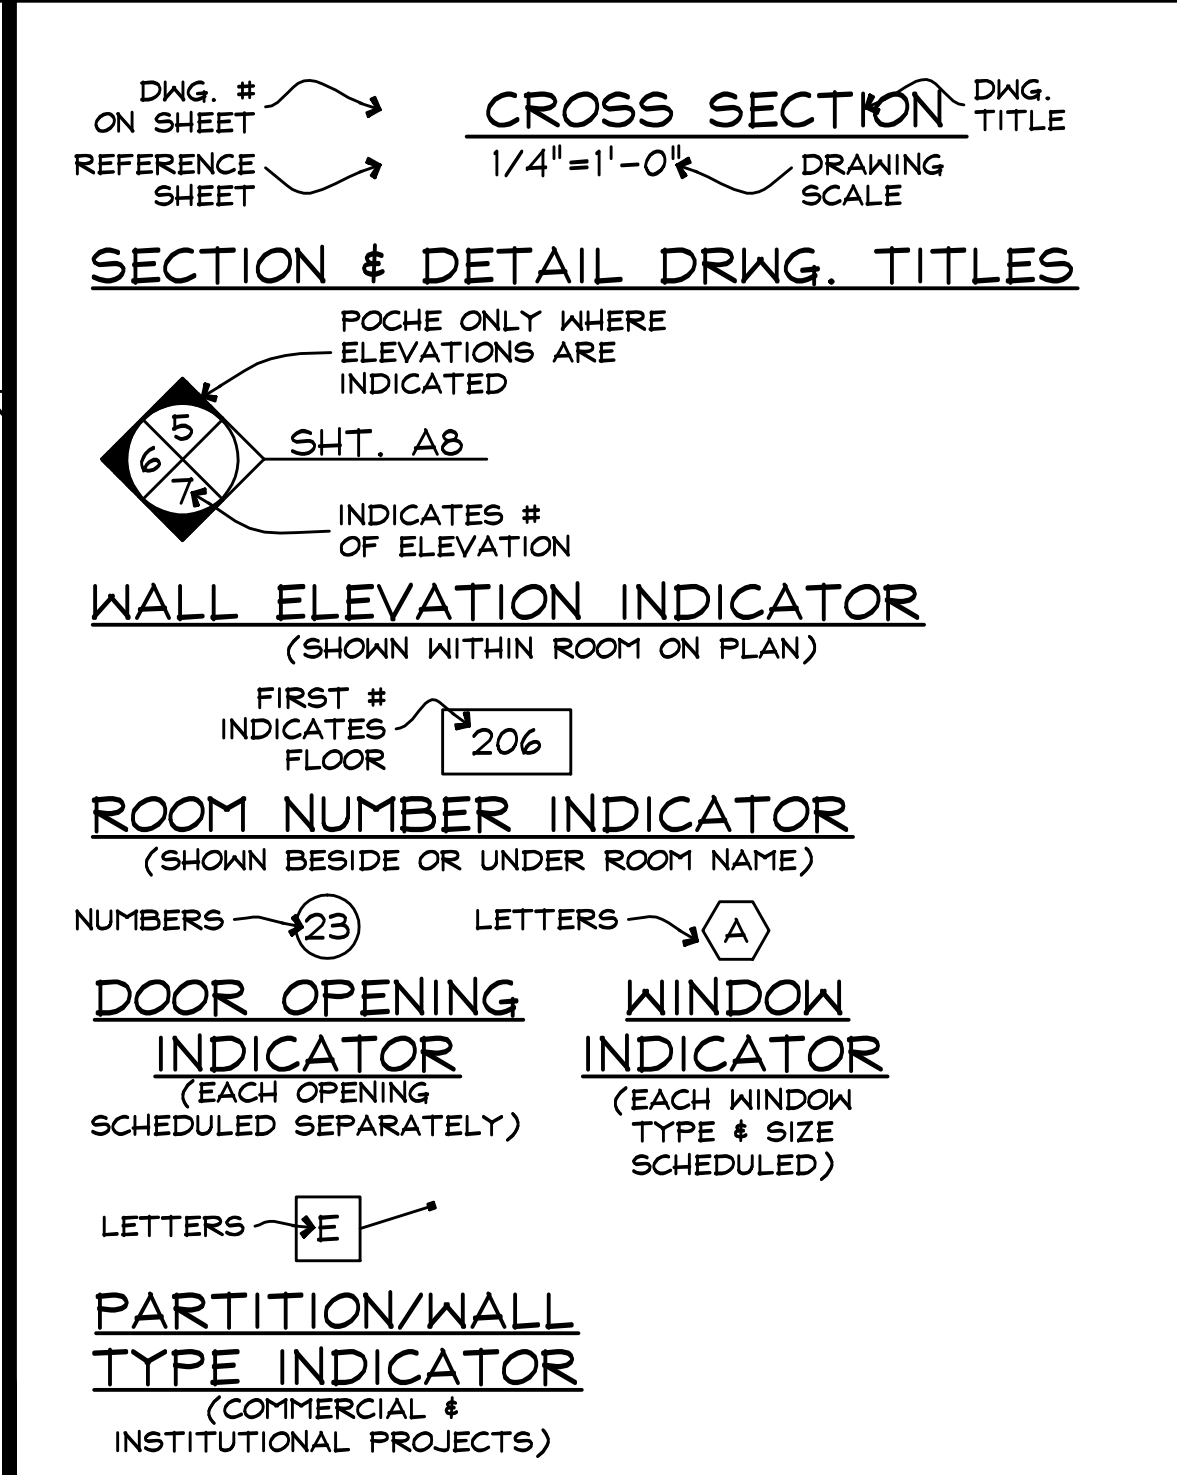 DWG. #
ON SHEET
REFERENCE
SHEET
CROSS SECTION
1/4"=1'-0"
DWG.
TITLE
DRAWING
SCALE
SECTION & DETAIL DRWG. TITLES
POCHE ONLY WHERE
ELEVATIONS ARE
INDICATED
5
6
7
SHT. A8
INDICATES #
OF ELEVATION
WALL ELEVATION INDICATOR
(SHOWN WITHIN ROOM ON PLAN)
FIRST #
INDICATES
FLOOR
206
ROOM NUMBER INDICATOR
(SHOWN BESIDE OR UNDER ROOM NAME)
NUMBERS
23
DOOR OPENING
INDICATOR
(EACH OPENING
SCHEDULED SEPARATELY)
LETTERS
A
WINDOW
INDICATOR
(EACH WINDOW
TYPE & SIZE
SCHEDULED)
LETTERS
E
PARTITION/WALL
TYPE INDICATOR
(COMMERCIAL &
INSTITUTIONAL PROJECTS)